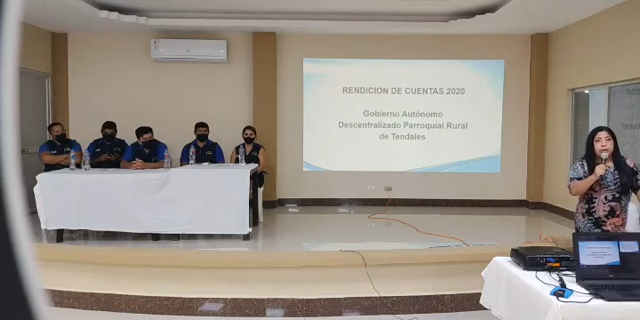 RENDICION DE CUENTAS 2020
Gobierno Autónomo
Descentralizado Parroquial Rural
de Tendales